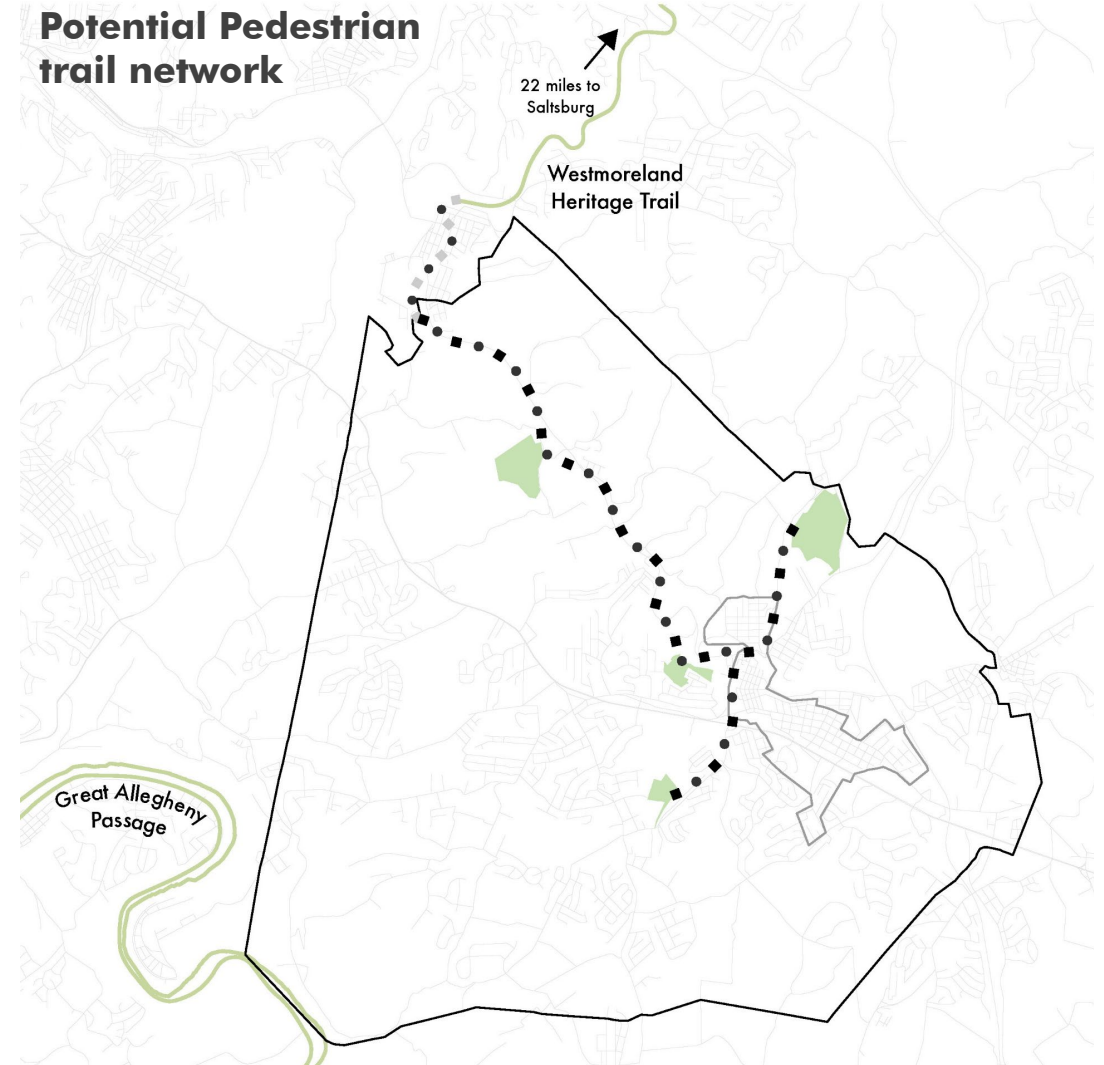 Potential Pedestrian
trail network
22 miles to
Saltsburg
Westmoreland
Heritage Trail
Great Allegheny
Passage